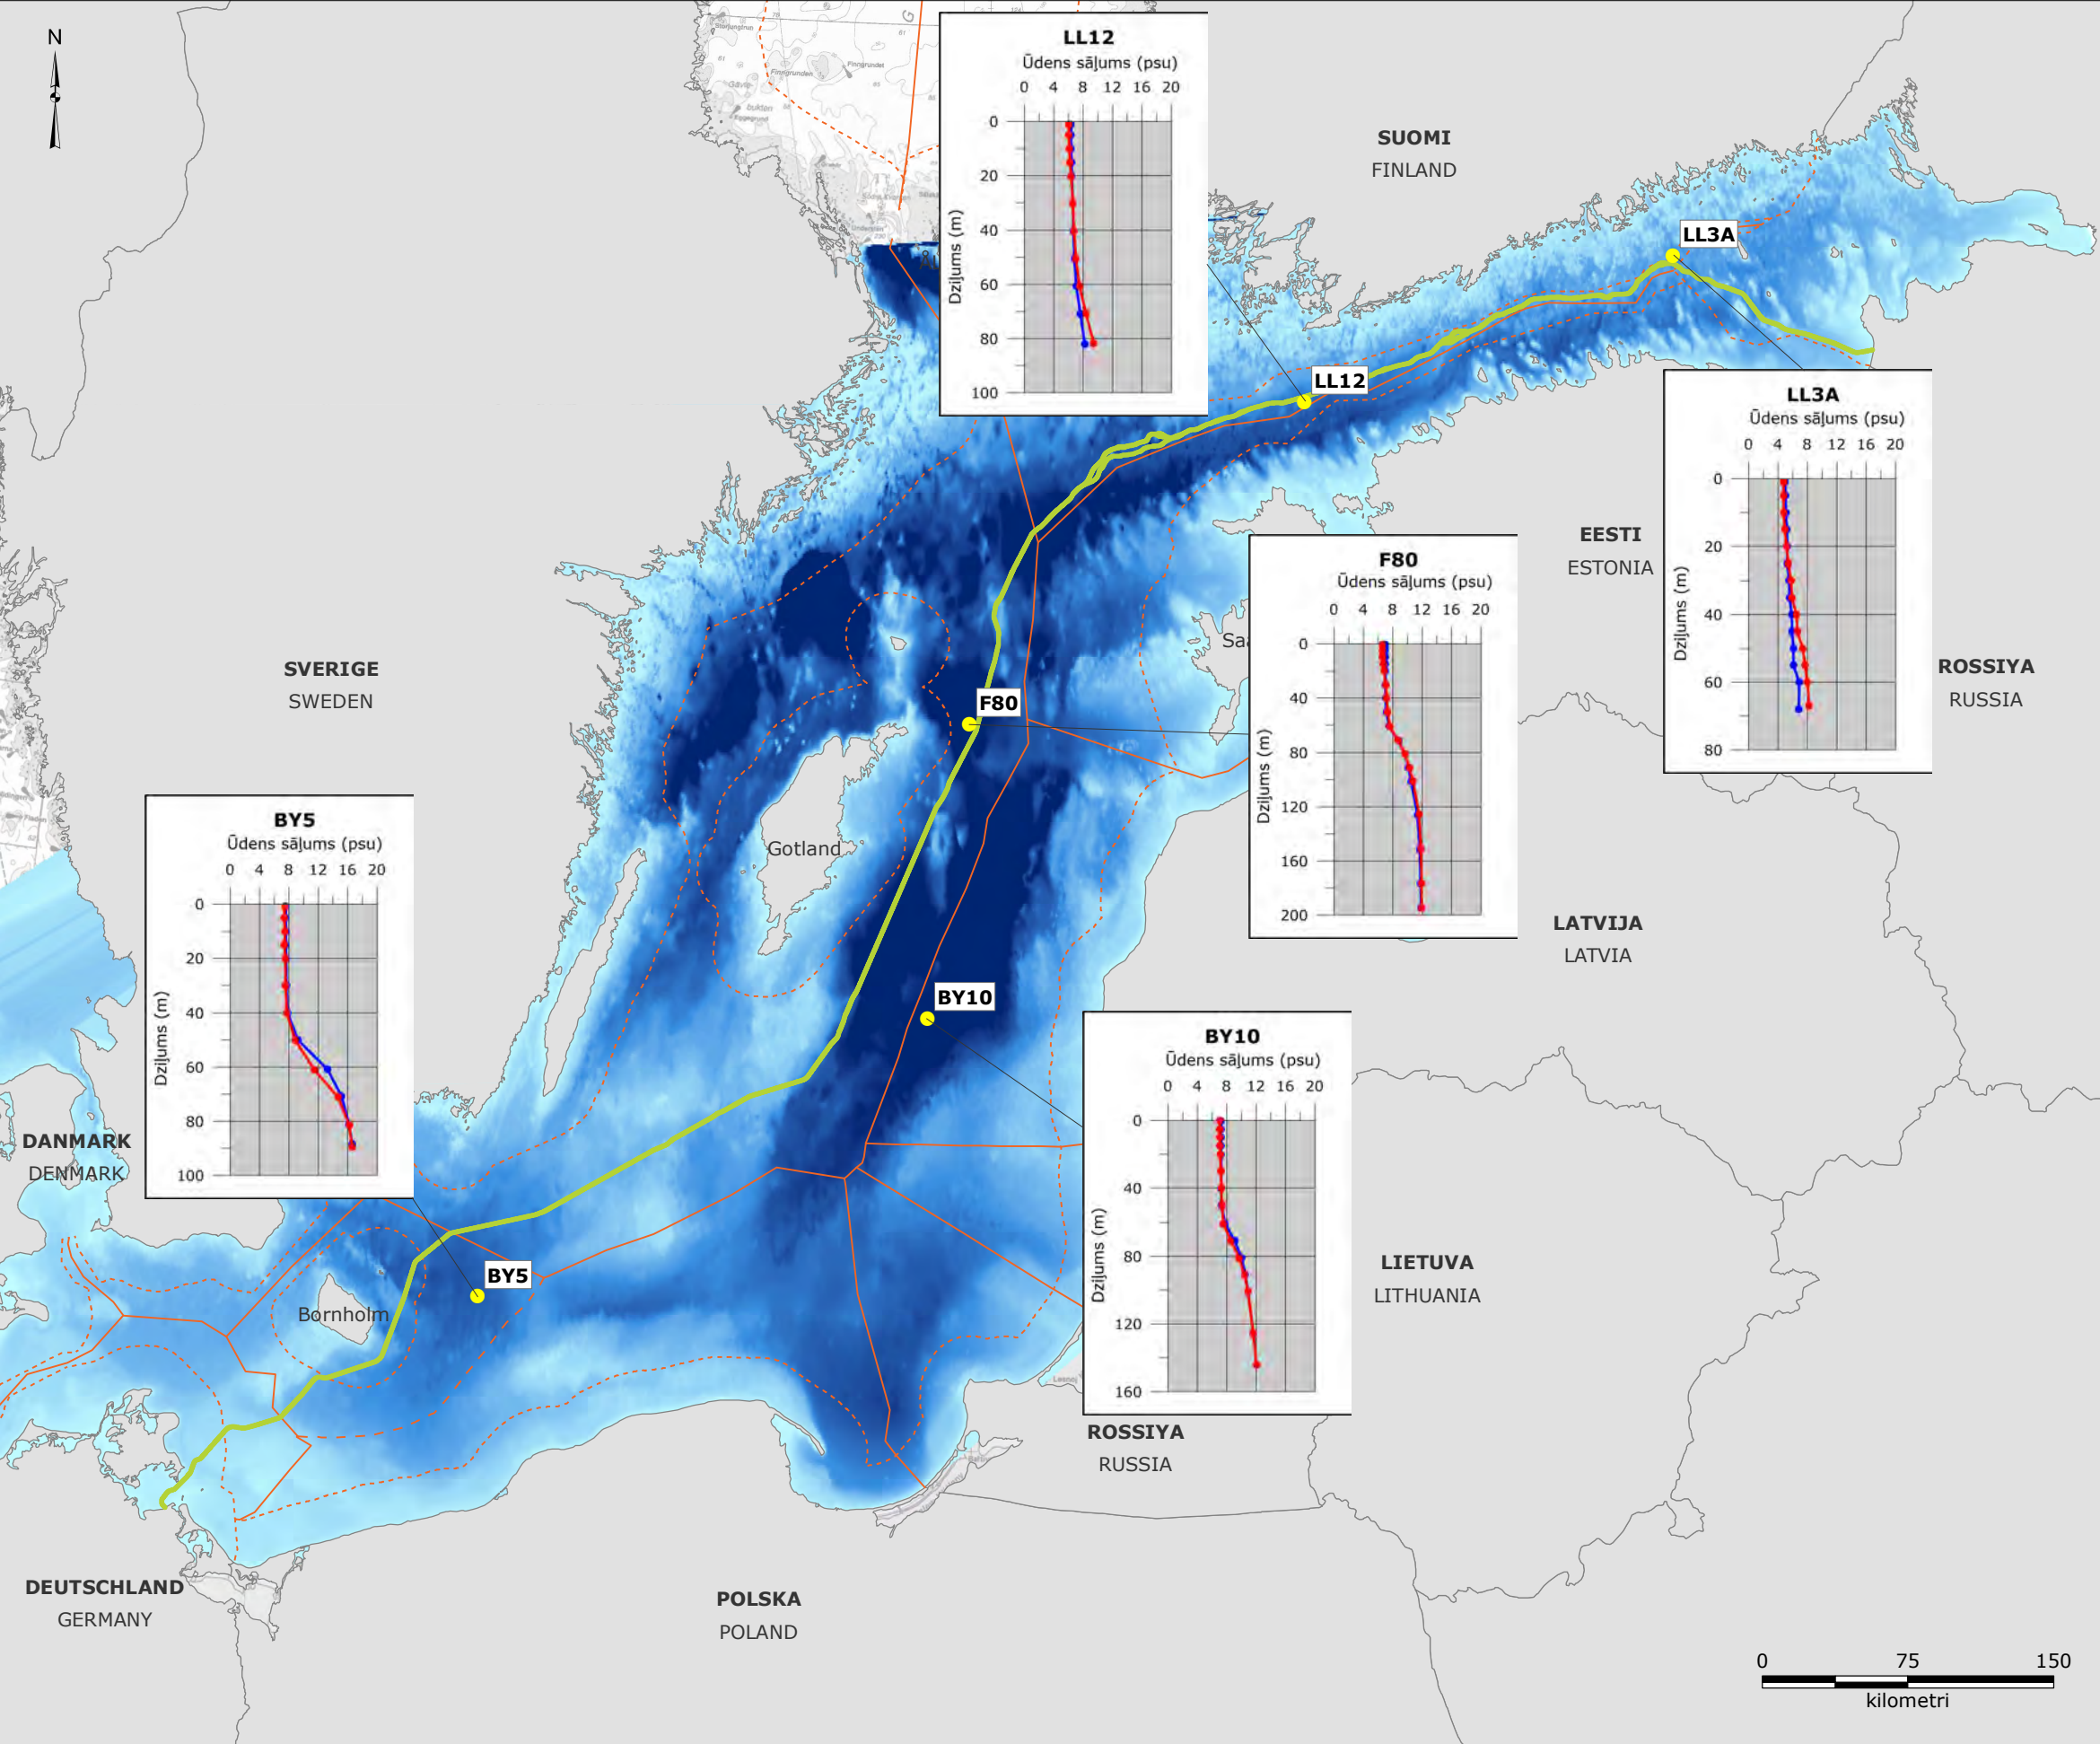 N
LL12
Ūdens sāļums (psu)
0 4 8 12 16 20
Dziļums (m)
0
20
40
60
80
100
SUOMI
FINLAND
LL3A
LL12
LL3A
Ūdens sāļums (psu)
0 4 8 12 16 20
Dziļums (m)
0
20
40
60
80
EESTI
ESTONIA
F80
Ūdens sāļums (psu)
0 4 8 12 16 20
Dziļums (m)
0
40
80
120
160
200
Saa
ROSSIYA
RUSSIA
SVERIGE
SWEDEN
F80
Gotland
BY5
Ūdens sāļums (psu)
0 4 8 12 16 20
Dziļums (m)
0
20
40
60
80
100
LATVIJA
LATVIA
BY10
BY10
Ūdens sāļums (psu)
0 4 8 12 16 20
Dziļums (m)
0
40
80
120
160
DANMARK
DENMARK
BY5
Bornholm
LIETUVA
LITHUANIA
ROSSIYA
RUSSIA
DEUTSCHLAND
GERMANY
POLSKA
POLAND
0 75 150
kilometri